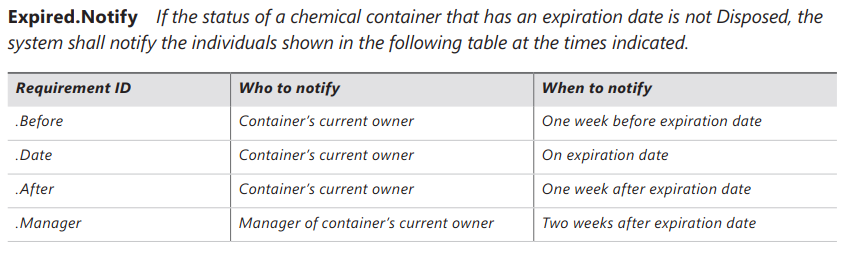 Expired.Notify If the status of a chemical container that has an expiration date is not Disposed, the
system shall notify the individuals shown in the following table at the times indicated.
Requirement ID Who to notify When to notify
.Before Container's current owner One week before expiration date
.Date Container's current owner On expiration date
.After Container's current owner One week after expiration date
.Manager Manager of container's current owner Two weeks after expiration date